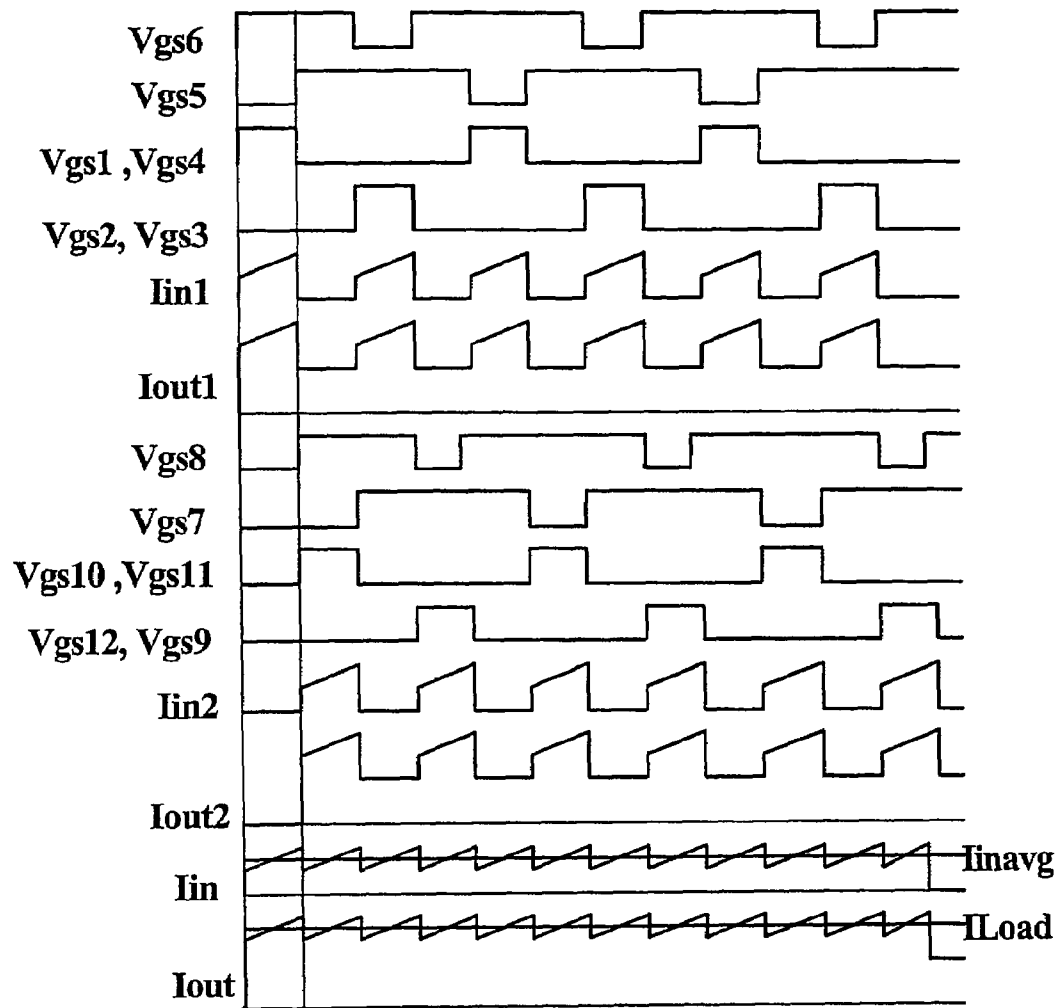 Vgs6
Vgs5
Vgs1 ,Vgs4
Vgs2, Vgs3
Iin1
Iout1
Vgs8
Vgs7
Vgs10 ,Vgs11
Vgs12, Vgs9
Iin2
Iout2
Iinavg
Iin
ILoad
Iout